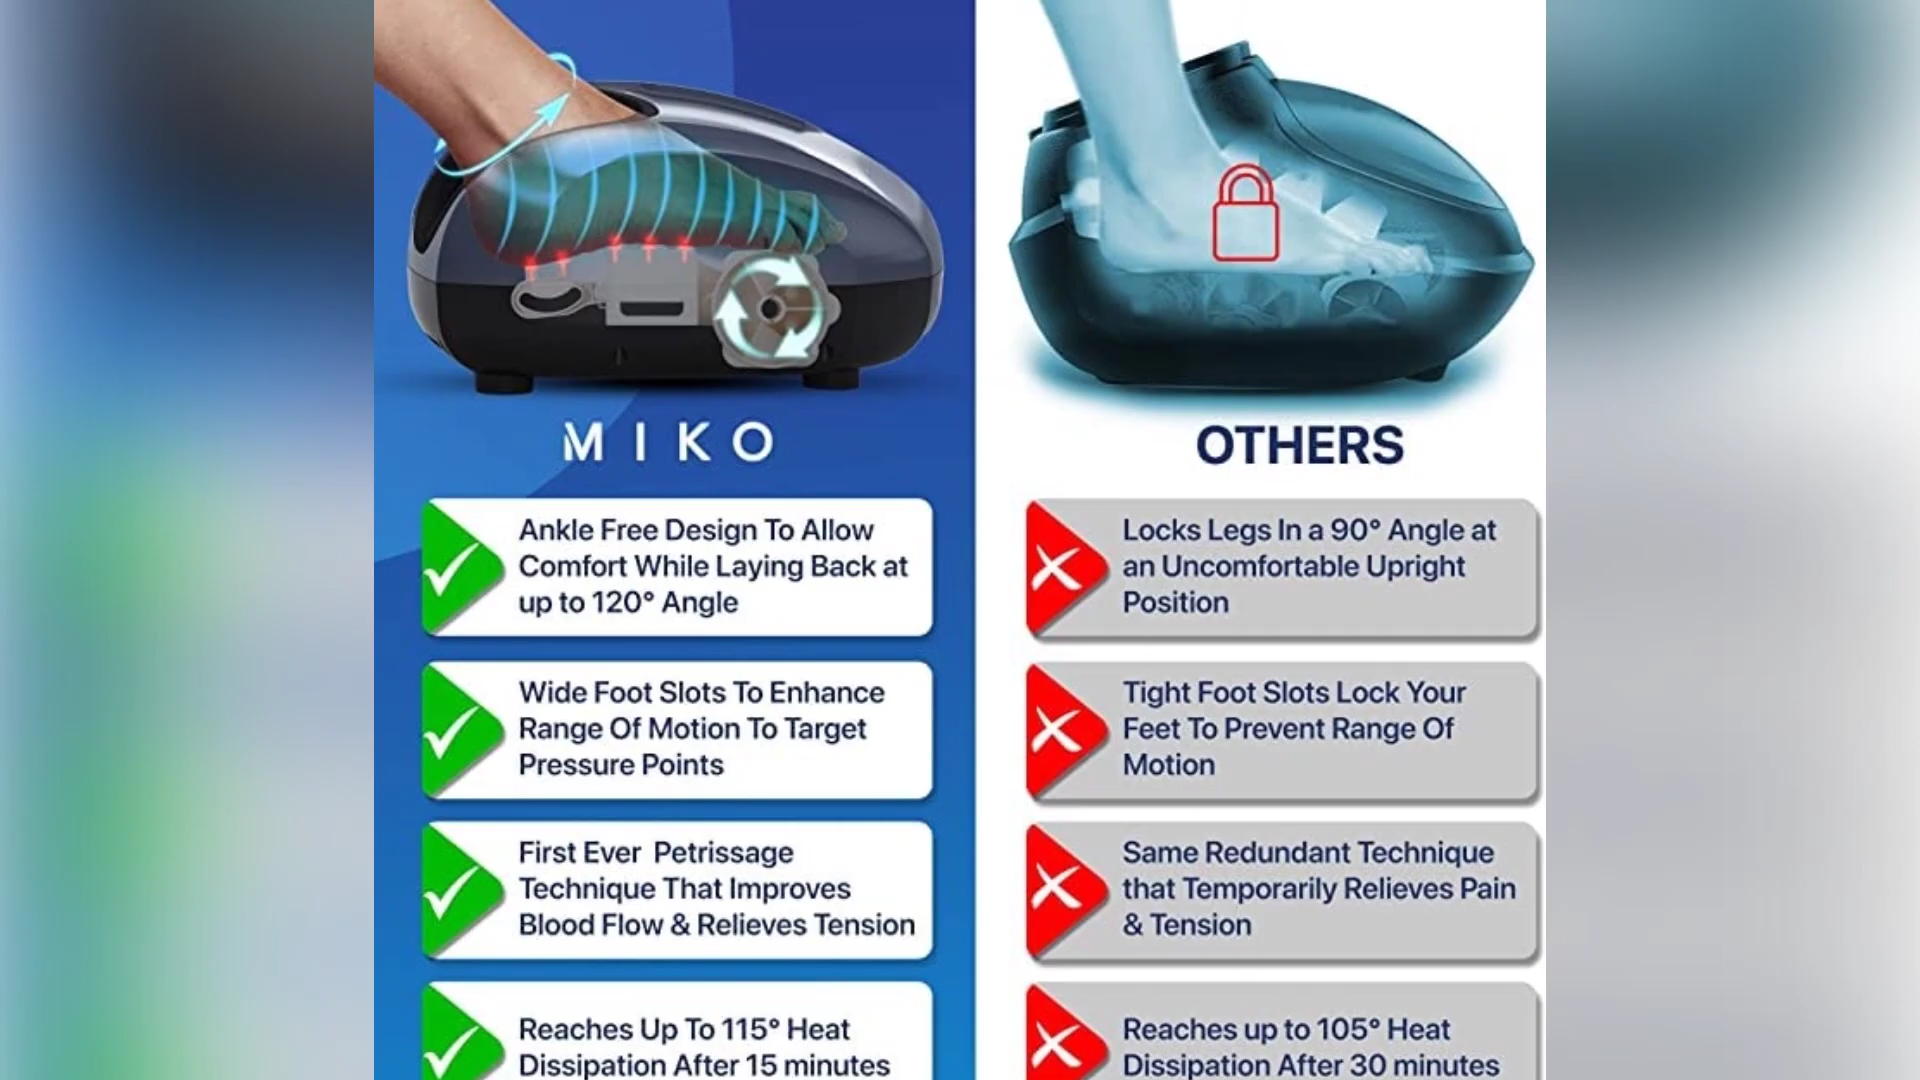 MIKO
Ankle Free Design To Allow
Comfort While Laying Back at
up to 120° Angle
Wide Foot Slots To Enhance
Range Of Motion To Target
Pressure Points
First Ever Petrissage
Technique That Improves
Blood Flow & Relieves Tension
Reaches Up To 115° Heat
Dissipation After 15 minutes
OTHERS
Locks Legs In a 90° Angle at
an Uncomfortable Upright
Position
Tight Foot Slots Lock Your
Feet To Prevent Range Of
Motion
Same Redundant Technique
that Temporarily Relieves Pain
& Tension
Reaches up to 105° Heat
Dissipation After 30 minutes